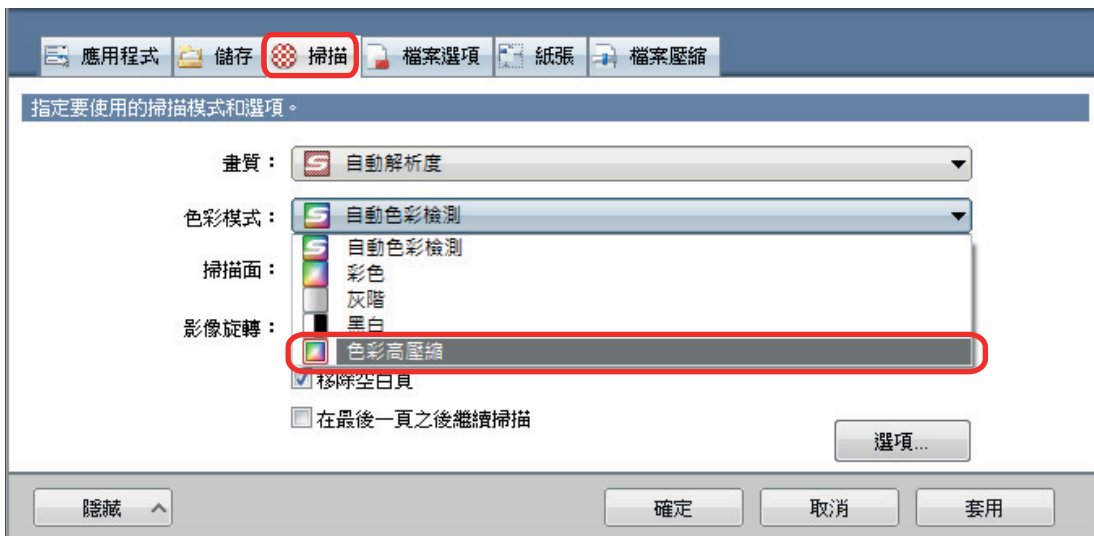 應用程式 儲存 掃描 檔案選項 紙張 檔案壓縮
指定要使用的掃描模式和選項。
畫質： 自動解析度
色彩模式： 自動色彩檢測
自動色彩檢測
掃描面： 彩色
灰階
影像旋轉： 黑白
色彩高壓縮
移除空白頁
在最後一頁之後繼續掃描
選項...
隱藏 確定 取消 套用